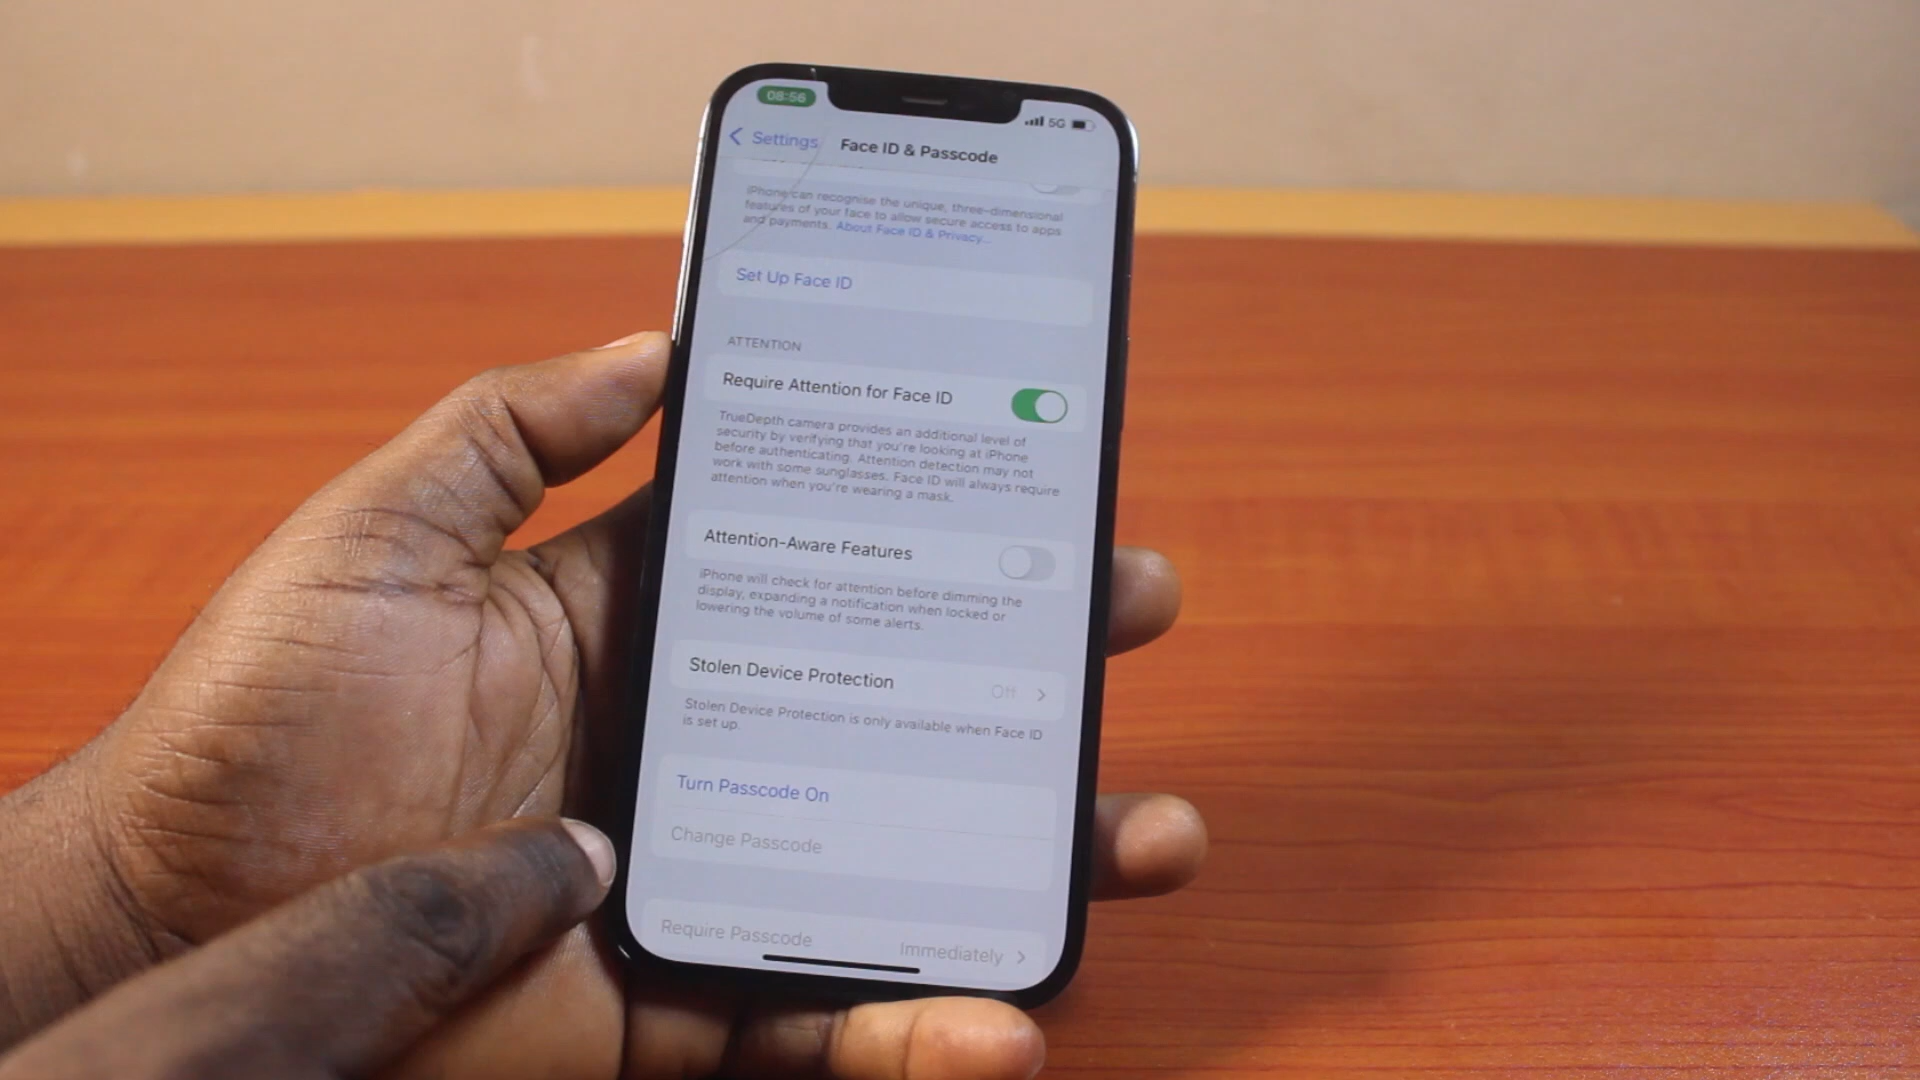 08:56
5G
Settings
Face ID & Passcode
iPhone can recognise the unique, three-dimensional
features of your face to allow secure access to apps
and payments. About Face ID & Privacy...
Set Up Face ID
ATTENTION
Require Attention for Face ID
TrueDepth camera provides an additional level of
security by verifying that you're looking at iPhone
before authenticating. Attention detection may not
work with some sunglasses. Face ID will always require
attention when you're wearing a mask.
Attention-Aware Features
iPhone will check for attention before dimming the
display, expanding a notification when locked or
lowering the volume of some alerts.
Stolen Device Protection Off
Stolen Device Protection is only available when Face ID
is set up.
Turn Passcode On
Change Passcode
Require Passcode Immediately